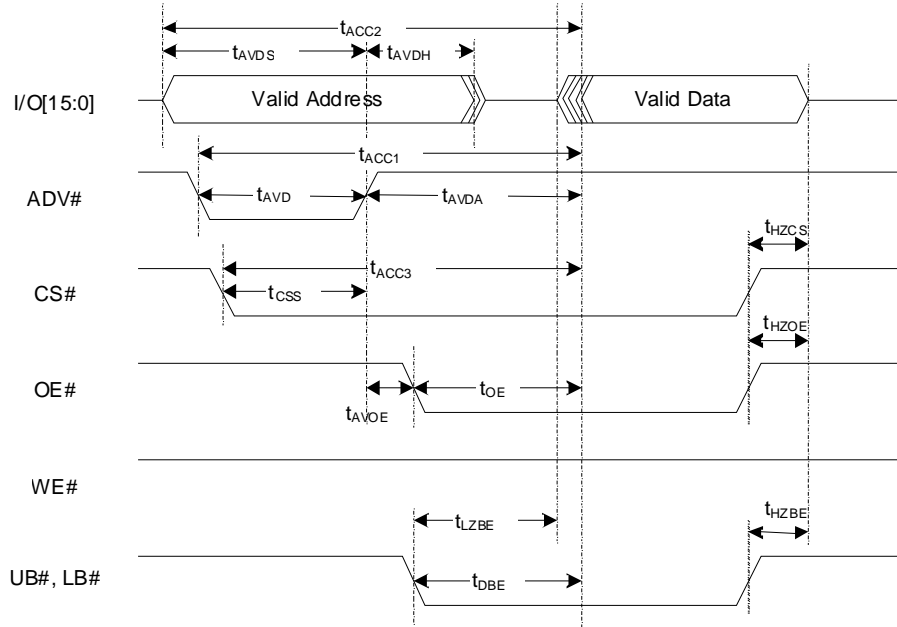 tACC2
tAVDS
tAVDH
I/O[15:0]
Valid Address
Valid Data
tACC1
ADV#
tAVD
tAVDA
tHZCS
tACC3
CS#
tCSS
tHZOE
OE#
tOE
tAVOE
WE#
tLZBE
tHZBE
UB#, LB#
tDBE